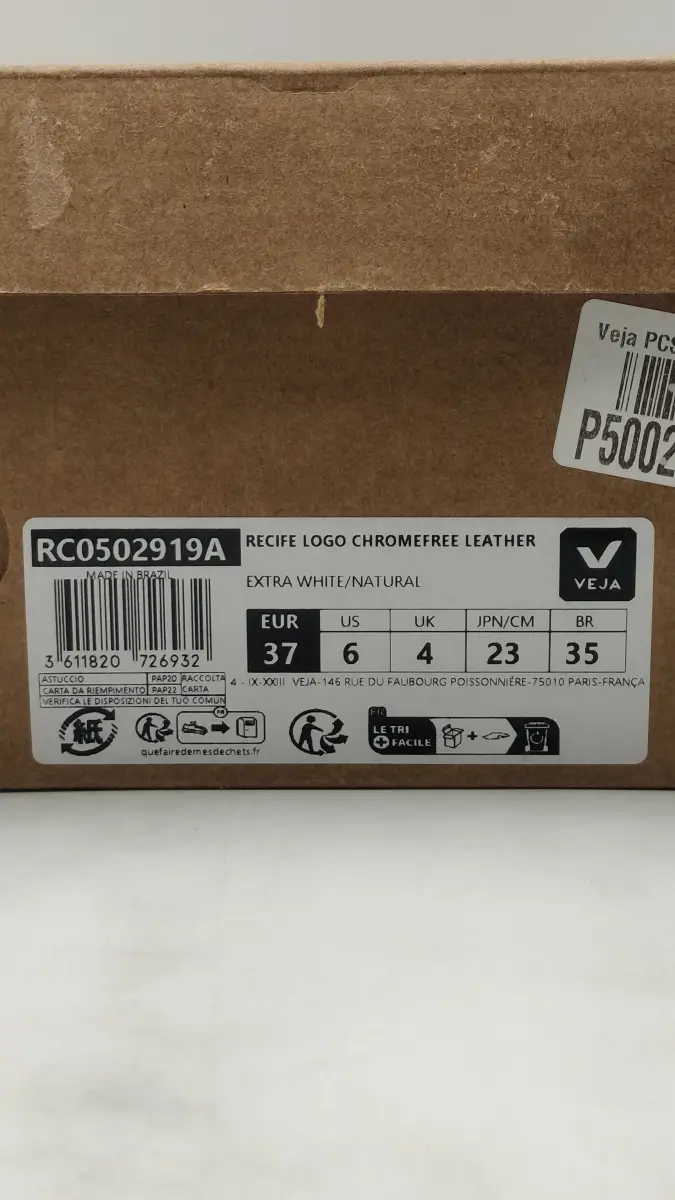 Veja PCS
P5002
RC0502919A
RECIFE LOGO CHROMEFREE LEATHER
VEJA
MADE IN BRAZIL
EXTRA WHITE/NATURAL
3 611820 726932
EUR US UK JPN/CM BR
37 6 4 23 35
ASTUCCIO PAP20 RACCOLTA
CARTA DA RIEMPIMENTO PAP22 CARTA
VERIFICA LE DISPOSIZIONI DEL TUO COMUN
4 - IX-XXIII VEJA-146 RUE DU FAUBOURG POISSONNIÈRE-75010 PARIS-FRANÇA
紙
FR
quefairedemesdechets.fr
FR
LE TRI
+ FACILE